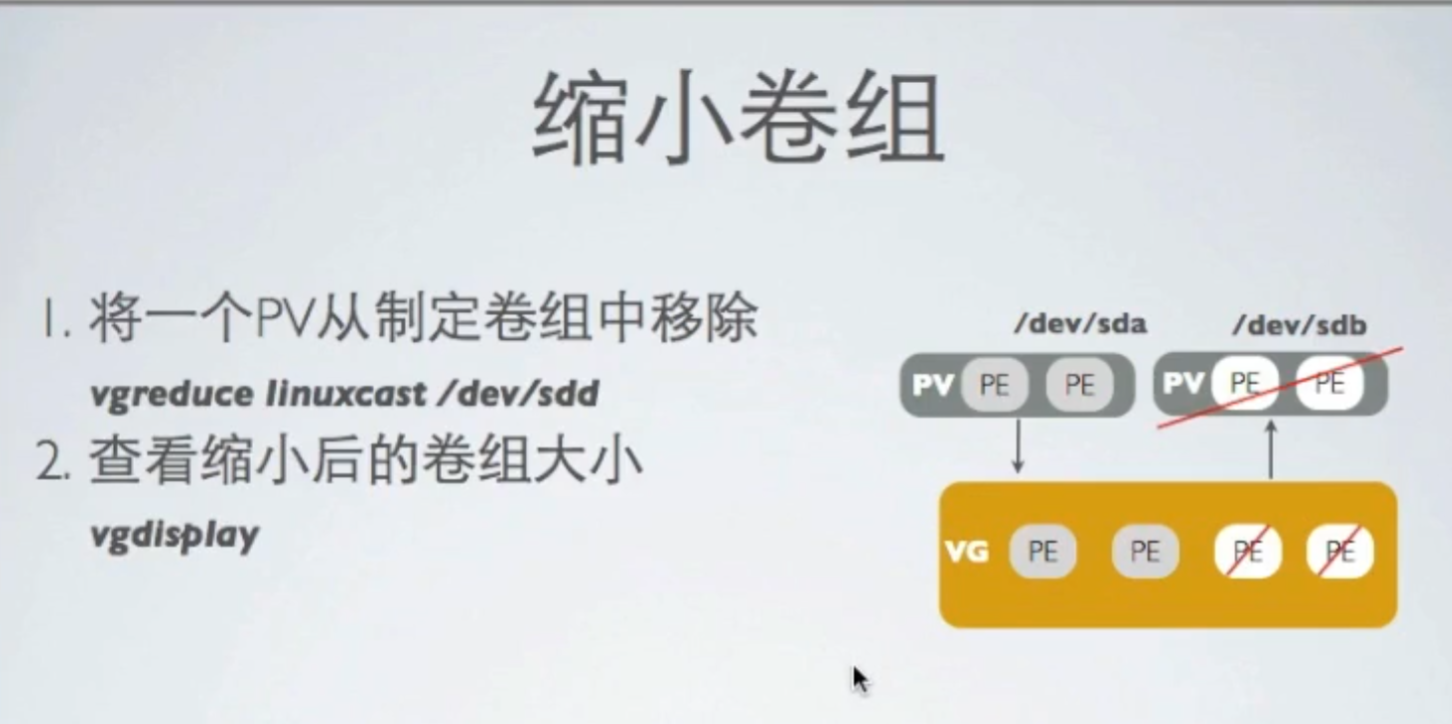 缩小卷组
1. 将一个PV从制定卷组中移除
vgreduce linuxcast /dev/sdd
2. 查看缩小后的卷组大小
vgdisplay
/dev/sda /dev/sdb
PV PE PE PV PE PE
VG PE PE PE PE